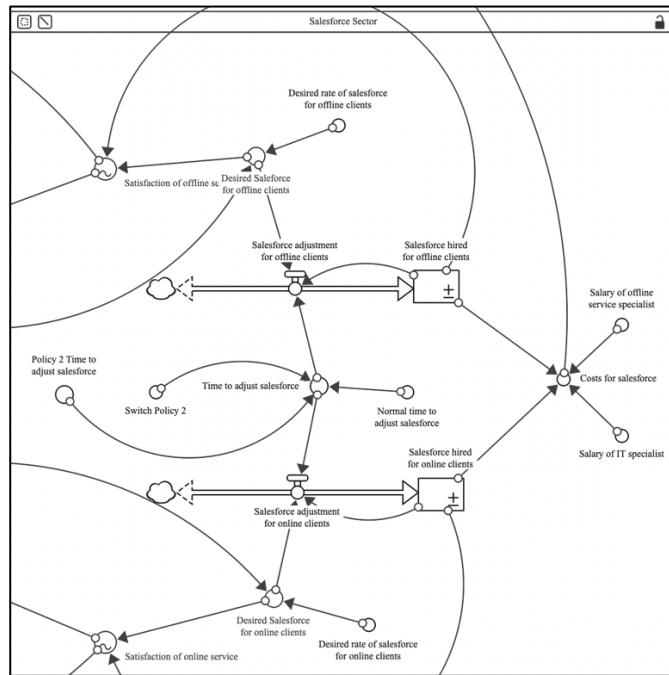 Salesforce Sector
Desired rate of salesforce
for offline clients
Satisfaction of offline
Desired Saleforce
for offline clients
Salesforce adjustment
for offline clients
Salesforce hired
for offline clients
Salary of offline
service specialist
Policy 2 Time to
adjust salesforce
Switch Policy 2
Time to adjust salesforce
Normal time to
adjust salesforce
Costs for salesforce
Salary of IT specialist
Salesforce hired
for online clients
Salesforce adjustment
for online clients
Desired Salesforce
for online clients
Desired rate of salesforce
for online clients
Satisfaction of online service